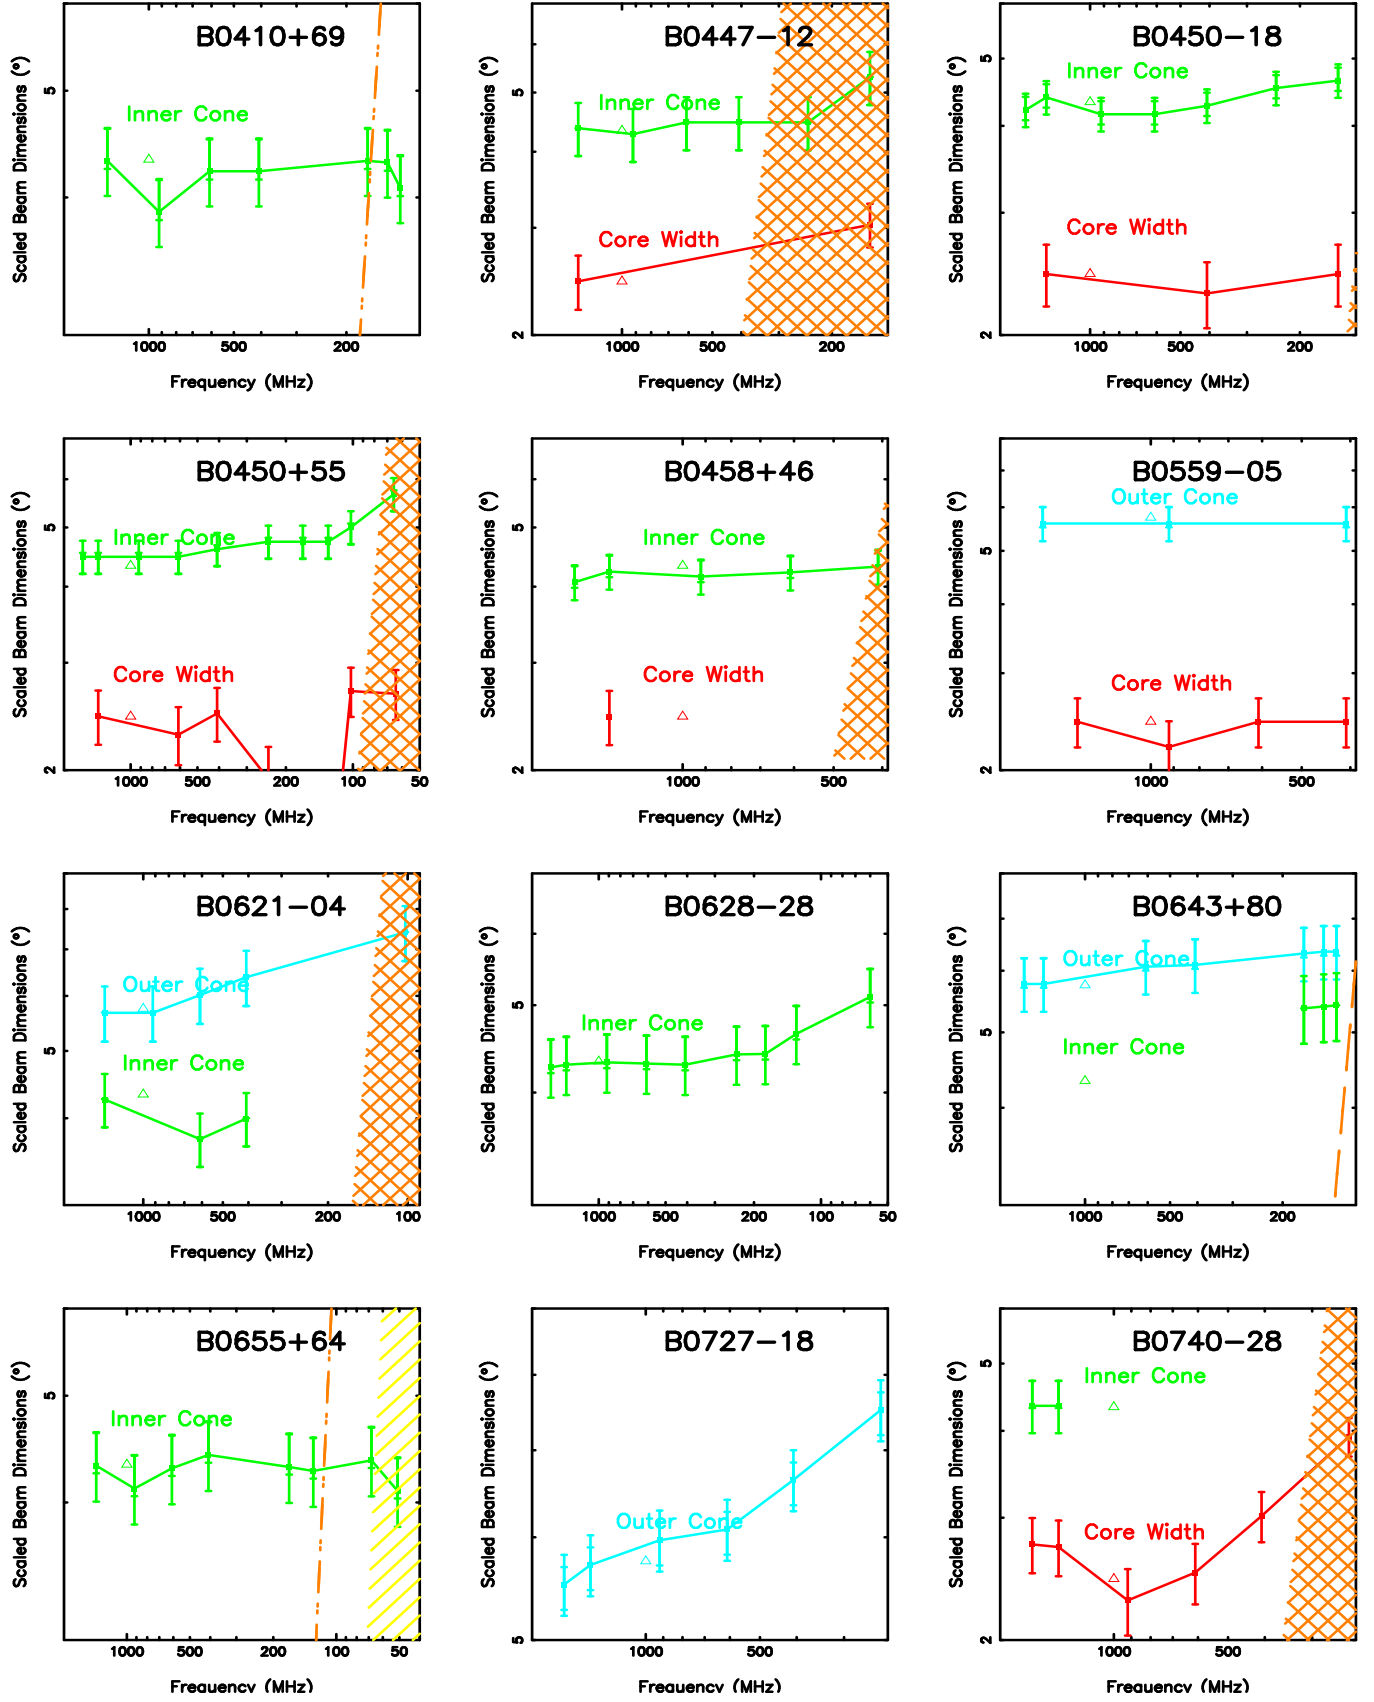 B0410+69
Inner Cone
Scaled Beam Dimensions (°)
5
1000 500 200
Frequency (MHz)
B0447−12
Inner Cone
Core Width
Scaled Beam Dimensions (°)
5
2
1000 500 200
Frequency (MHz)
B0450−18
Inner Cone
Core Width
Scaled Beam Dimensions (°)
5
2
1000 500 200
Frequency (MHz)
B0450+55
Inner Cone
Core Width
Scaled Beam Dimensions (°)
5
2
1000 500 200 100 50
Frequency (MHz)
B0458+46
Inner Cone
Core Width
Scaled Beam Dimensions (°)
5
2
1000 500
Frequency (MHz)
B0559−05
Outer Cone
Core Width
Scaled Beam Dimensions (°)
5
2
1000 500
Frequency (MHz)
B0621−04
Outer Cone
Inner Cone
Scaled Beam Dimensions (°)
5
1000 500 200 100
Frequency (MHz)
B0628−28
Inner Cone
Scaled Beam Dimensions (°)
5
1000 500 200 100 50
Frequency (MHz)
B0643+80
Outer Cone
Inner Cone
Scaled Beam Dimensions (°)
5
1000 500 200
Frequency (MHz)
B0655+64
Inner Cone
Scaled Beam Dimensions (°)
5
1000 500 200 100 50
Frequency (MHz)
B0727−18
Outer Cone
Scaled Beam Dimensions (°)
5
1000 500
Frequency (MHz)
B0740−28
Inner Cone
Core Width
Scaled Beam Dimensions (°)
5
2
1000 500
Frequency (MHz)